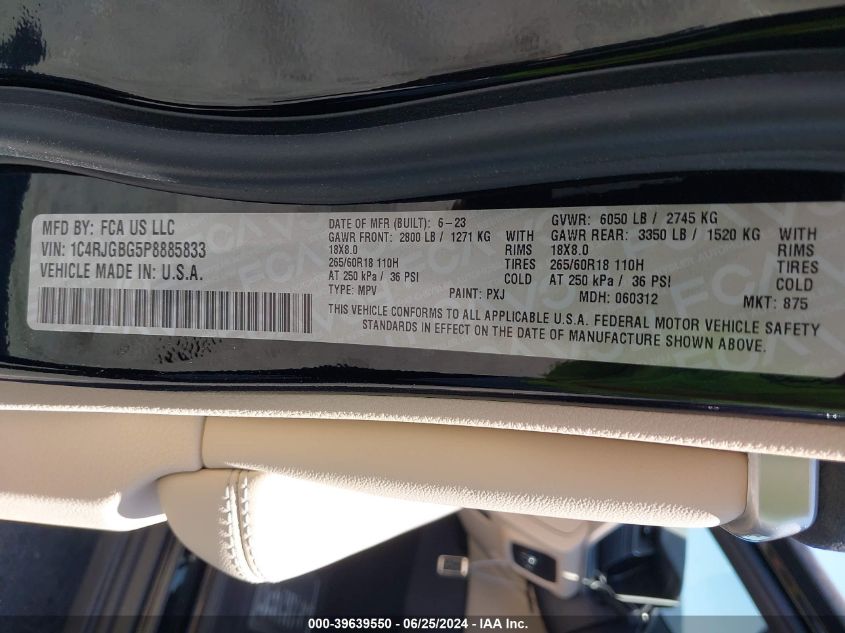 MFD BY: FCA US LLC
VIN: 1C4RJGBG5P8885833
VEHICLE MADE IN U.S.A.
DATE OF MFR (BUILT): 6-23
GVWR: 6050 LB / 2745 KG
GAWR FRONT: 2800 LB / 1271 KG WITH GAWR REAR: 3350 LB / 1520 KG WITH
18X8.0 RIMS 18X8.0 RIMS
265/60R18 110H TIRES 265/60R18 110H TIRES
AT 250 kPa / 36 PSI COLD AT 250 kPa / 36 PSI COLD
TYPE: MPV PAINT: PXJ MDH: 060312 MKT: 875
THIS VEHICLE CONFORMS TO ALL APPLICABLE U.S.A. FEDERAL MOTOR VEHICLE SAFETY
STANDARDS IN EFFECT ON THE DATE OF MANUFACTURE SHOWN ABOVE.
000-39639550 - 06/25/2024 - IAA Inc.